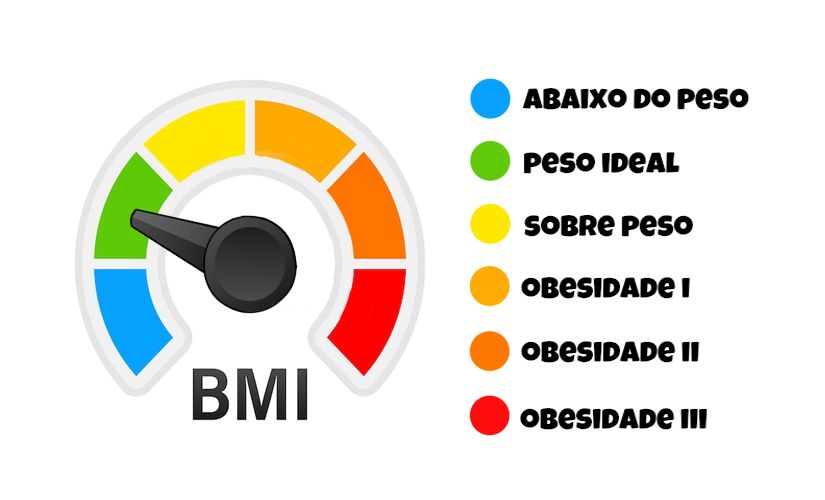 BMI
ABAIXO DO PESO
PESO IDEAL
SOBRE PESO
OBESIDADE I
OBESIDADE II
OBESIDADE III